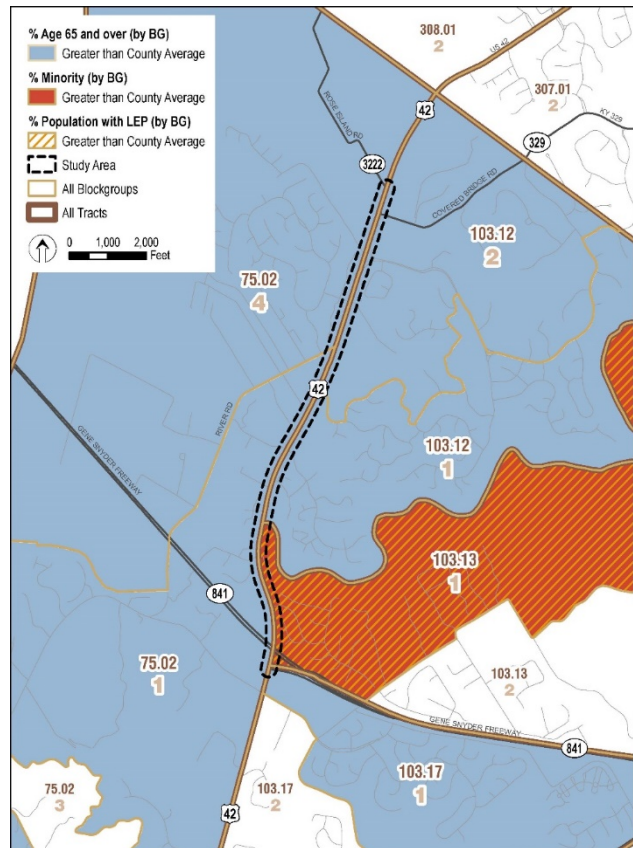 % Age 65 and over (by BG)
Greater than County Average
% Minority (by BG)
Greater than County Average
% Population with LEP (by BG)
Greater than County Average
Study Area
All Blockgroups
All Tracts
0 1,000 2,000
Feet
308.01
2
US 42
307.01
2
KY 329
ROSE ISLAND RD
42
329
3222
COVERED BRIDGE RD
103.12
2
75.02
4
42
RIVER RD
GENE SNYDER FREEWAY
103.12
1
103.13
1
841
75.02
1
103.13
2
GENE SNYDER FREEWAY
841
103.17
1
75.02
3
103.17
2
42